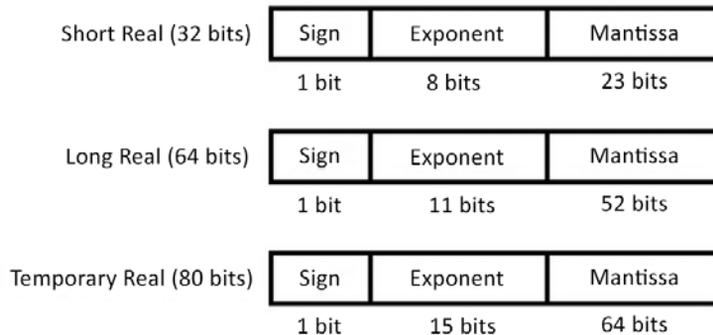 Short Real (32 bits) Sign Exponent Mantissa
1 bit 8 bits 23 bits
Long Real (64 bits) Sign Exponent Mantissa
1 bit 11 bits 52 bits
Temporary Real (80 bits) Sign Exponent Mantissa
1 bit 15 bits 64 bits